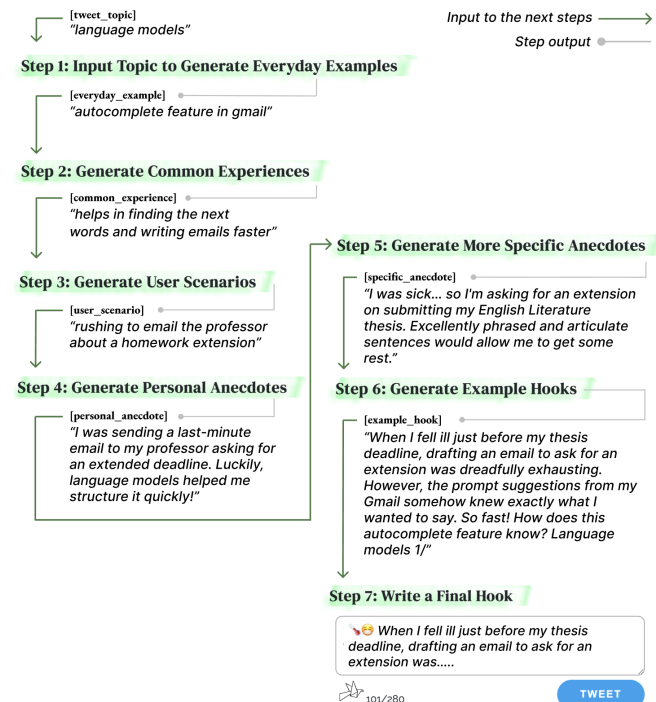 [tweet_topic]
“language models”
Input to the next steps
Step output
Step 1: Input Topic to Generate Everyday Examples
[everyday_example]
“autocomplete feature in gmail”
Step 2: Generate Common Experiences
[common_experience]
“helps in finding the next
words and writing emails faster”
Step 3: Generate User Scenarios
[user_scenario]
“rushing to email the professor
about a homework extension”
Step 4: Generate Personal Anecdotes
[personal_anecdote]
“I was sending a last-minute
email to my professor asking for
an extended deadline. Luckily,
language models helped me
structure it quickly!”
Step 5: Generate More Specific Anecdotes
[specific_anecdote]
“I was sick... so I'm asking for an extension
on submitting my English Literature
thesis. Excellently phrased and articulate
sentences would allow me to get some
rest.”
Step 6: Generate Example Hooks
[example_hook]
“When I fell ill just before my thesis
deadline, drafting an email to ask for an
extension was dreadfully exhausting.
However, the prompt suggestions from my
Gmail somehow knew exactly what I
wanted to say. So fast! How does this
autocomplete feature know? Language
models 1/”
Step 7: Write a Final Hook
When I fell ill just before my thesis
deadline, drafting an email to ask for an
extension was.....
101/280
TWEET